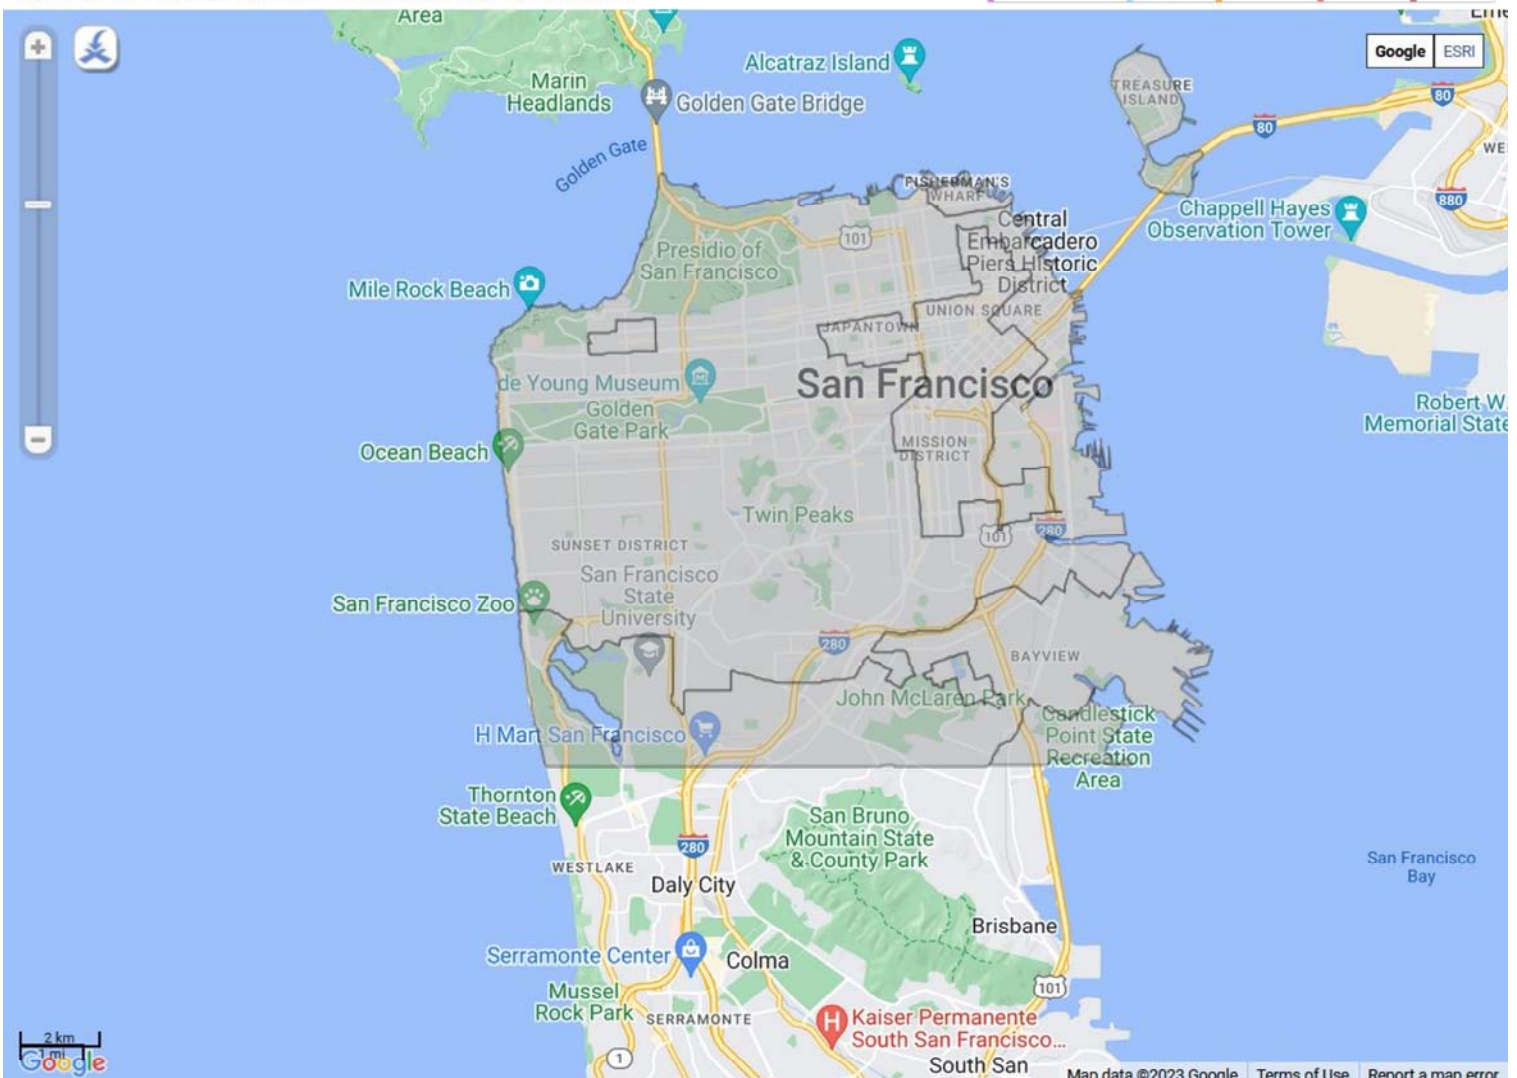 Area
Alcatraz Island
Google ESRI
Marin
Headlands
Golden Gate Bridge
TREASURE
ISLAND
80
80
Golden Gate
WE
FISHERMAN'S
WHARF
880
Chappell Hayes
Observation Tower
Central
Embarcadero
Piers Historic
District
101
Presidio of
San Francisco
Mile Rock Beach
UNION SQUARE
JAPANTOWN
de Young Museum
San Francisco
Golden
Gate Park
Robert W.
Memorial State
Ocean Beach
MISSION
DISTRICT
Twin Peaks
280
101
SUNSET DISTRICT
San Francisco
State
University
San Francisco Zoo
280
BAYVIEW
John McLaren Park
Candlestick
Point State
Recreation
Area
H Mart San Francisco
Thornton
State Beach
San Bruno
Mountain State
& County Park
280
WESTLAKE
San Francisco
Bay
Daly City
Brisbane
Serramonte Center
Colma
101
Mussel
Rock Park
SERRAMONTE
H
Kaiser Permanente
South San Francisco...
2 km
1 mi
Google
1
South San
Map data ©2023 Google
Terms of Use
Report a map error